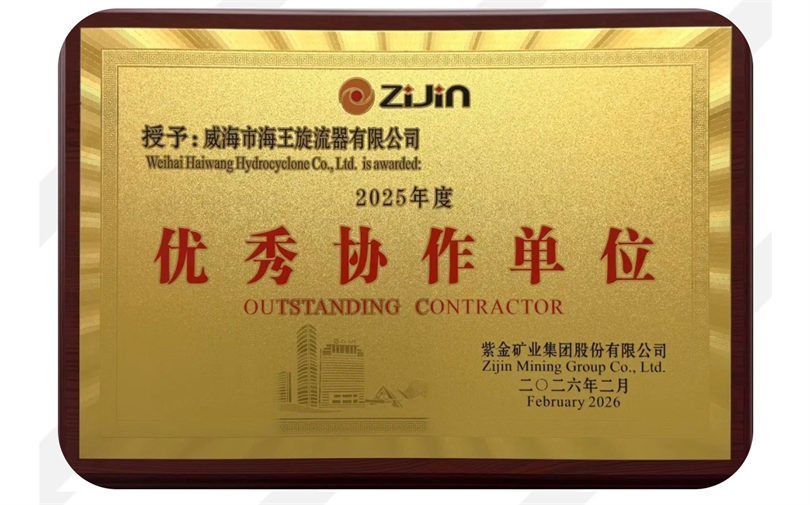 ZiJin
授予：威海市海王旋流器有限公司
Weihai Haiwang Hydrocyclone Co., Ltd. is awarded:
2025年度
优秀协作单位
OUTSTANDING CONTRACTOR
紫金矿业集团股份有限公司
Zijin Mining Group Co., Ltd.
二〇二六年二月
February 2026